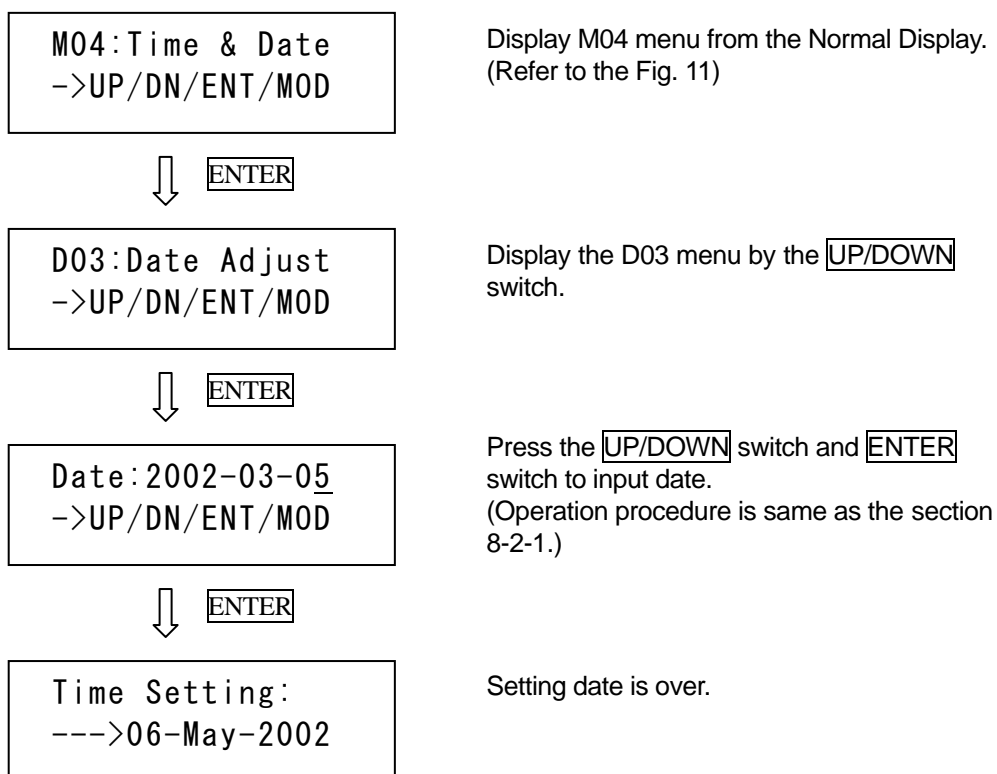 M04:Time & Date
->UP/DN/ENT/MOD
Display M04 menu from the Normal Display.
(Refer to the Fig. 11)
ENTER
D03:Date Adjust
->UP/DN/ENT/MOD
Display the D03 menu by the UP/DOWN
switch.
ENTER
Date:2002-03-05
->UP/DN/ENT/MOD
Press the UP/DOWN switch and ENTER
switch to input date.
(Operation procedure is same as the section
8-2-1.)
ENTER
Time Setting:
--->06-May-2002
Setting date is over.